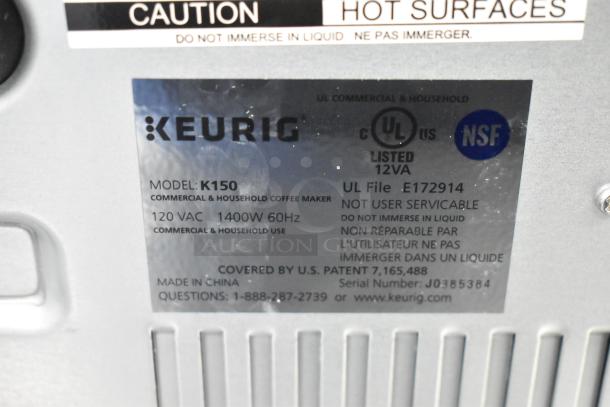 CAUTION HOT SURFACES
DO NOT IMMERSE IN LIQUID NE PAS IMMERGER.
UL COMMERCIAL & HOUSEHOLD
KEURIG
C UL US
NSF
LISTED
12VA
MODEL: K150
UL File E172914
COMMERCIAL & HOUSEHOLD COFFEE MAKER
NOT USER SERVICABLE
120 VAC 1400W 60Hz
DO NOT IMMERSE IN LIQUID
COMMERCIAL & HOUSEHOLD USE
NON RÉPARABLE PAR
L'UTILISATEUR NE PAS
IMMERGER DANS UN LIQUIDE
AUCTION
COVERED BY U.S. PATENT 7,165,488
MADE IN CHINA
Serial Number: J0385384
QUESTIONS: 1-888-287-2739 or www.keurig.com